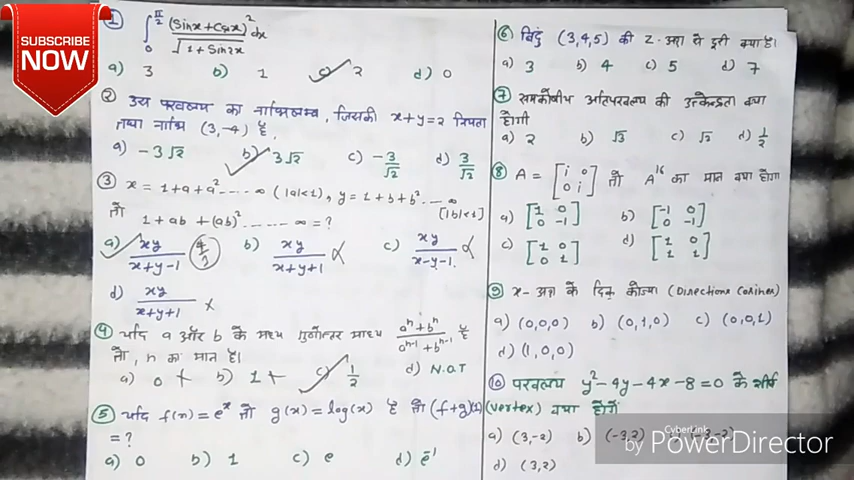 SUBSCRIBE
NOW
① ∫₀^(π/2) (Sinx + Cosx)² / √(1 + Sin2x) dx
a) 3 b) 1 c) 2 d) 0
② उस परवलय का नाभिलम्ब, जिसकी x+y=2 नियता
तथा नाभि (3,-4) है
a) -3√2 b) 3√2 c) -3/√2 d) 3/√2
③ x = 1+a+a² ---- ∞ (|a|<1), y = 1+b+b² --- ∞
[|b|<1]
तो 1+ab+(ab)² ------- ∞ = ?
a) xy/(x+y-1) b) xy/(x+y+1) c) xy/(x-y-1)
d) xy/(x+y+1)
④ यदि a और b के मध्य गुणोत्तर माध्य (aⁿ+bⁿ)/(aⁿ⁻¹+bⁿ⁻¹) है
तो, n का मान है।
a) 0 b) 1 c) 1/2 d) N.O.T
⑤ यदि f(n) = eˣ तो g(x) = log(x) है तो (f+g)(1)
= ?
a) 0 b) 1 c) e d) e⁻¹
⑥ बिंदु (3,4,5) की z-अक्ष से दूरी क्या है।
a) 3 b) 4 c) 5 d) 7
⑦ समकोणीय अतिपरवलय की उत्केन्द्रता क्या
होगी
a) 2 b) √3 c) √2 d) 1/2
⑧ A = [i 0; 0 i] तो A¹⁶ का मान क्या होगा
a) [1 0; 0 -1] b) [-1 0; 0 -1]
c) [1 0; 0 1] d) [1 0; 1 1]
⑨ x-अक्ष के दिक् कोज्या (Directions Cosines)
a) (0,0,0) b) (0,1,0) c) (0,0,1)
d) (1,0,0)
⑩ परवलय y²-4y-4x-8=0 के शीर्ष
(vertex) क्या होंगे
a) (3,-2) b) (-3,2) (-3,-2)
d) (3,2)
CyberLink
by PowerDirector